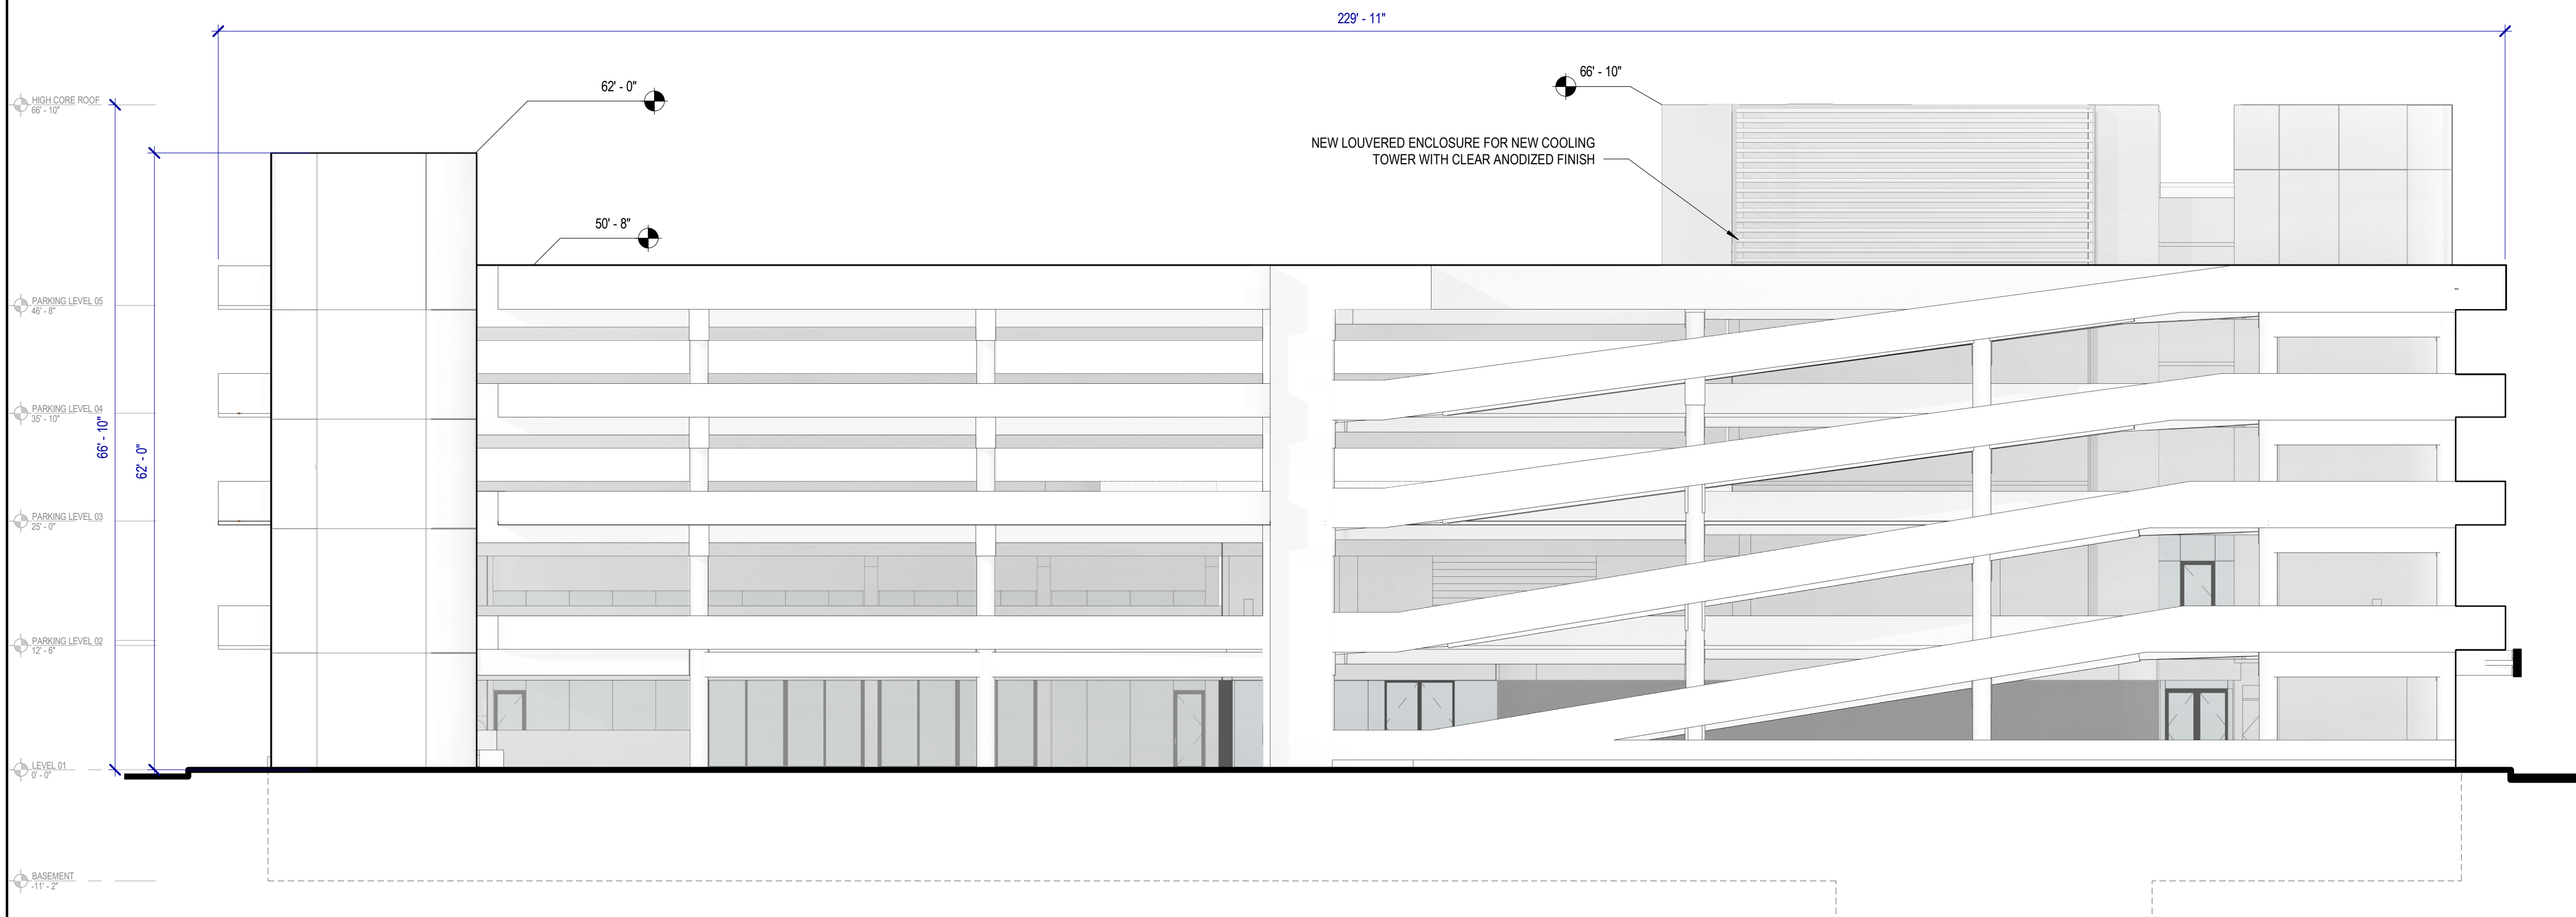 229' - 11"
62' - 0"
66' - 10"
HIGH CORE ROOF
66' - 10"
NEW LOUVERED ENCLOSURE FOR NEW COOLING
TOWER WITH CLEAR ANODIZED FINISH
50' - 8"
PARKING LEVEL 05
46' - 8"
PARKING LEVEL 04
35' - 10"
66' - 10"
62' - 0"
PARKING LEVEL 03
25' - 0"
PARKING LEVEL 02
12' - 6"
LEVEL 01
0' - 0"
BASEMENT
-11' - 2"